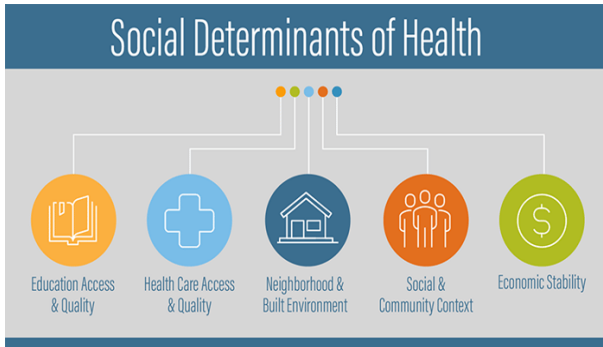 Social Determinants of Health
Education Access
& Quality
Health Care Access
& Quality
Neighborhood &
Built Environment
Social &
Community Context
Economic Stability
$